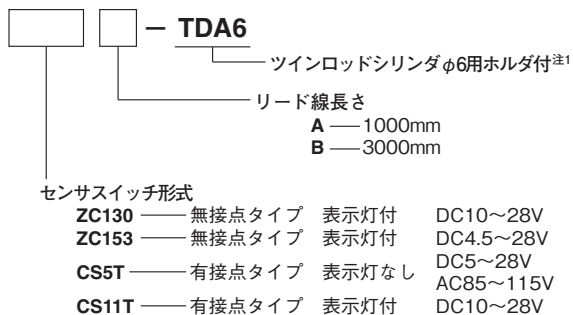 − TDA6
ツインロッドシリンダφ6用ホルダ付注1
リード線長さ
A 1000mm
B 3000mm
センサスイッチ形式
ZC130 無接点タイプ 表示灯付 DC10〜28V
ZC153 無接点タイプ 表示灯付 DC4.5〜28V
CS5T 有接点タイプ 表示灯なし DC5〜28V
AC85〜115V
CS11T 有接点タイプ 表示灯付 DC10〜28V